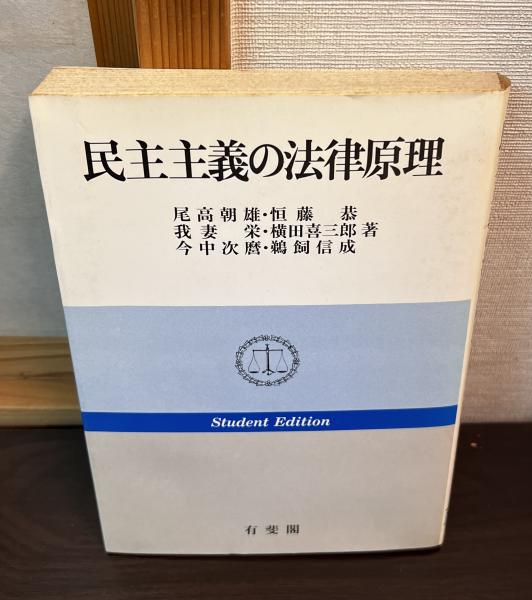 民主主義の法律原理
尾高朝雄・恒藤 恭
我妻 栄・横田喜三郎 著
今中次麿・鵜飼信成
Student Edition
有斐閣